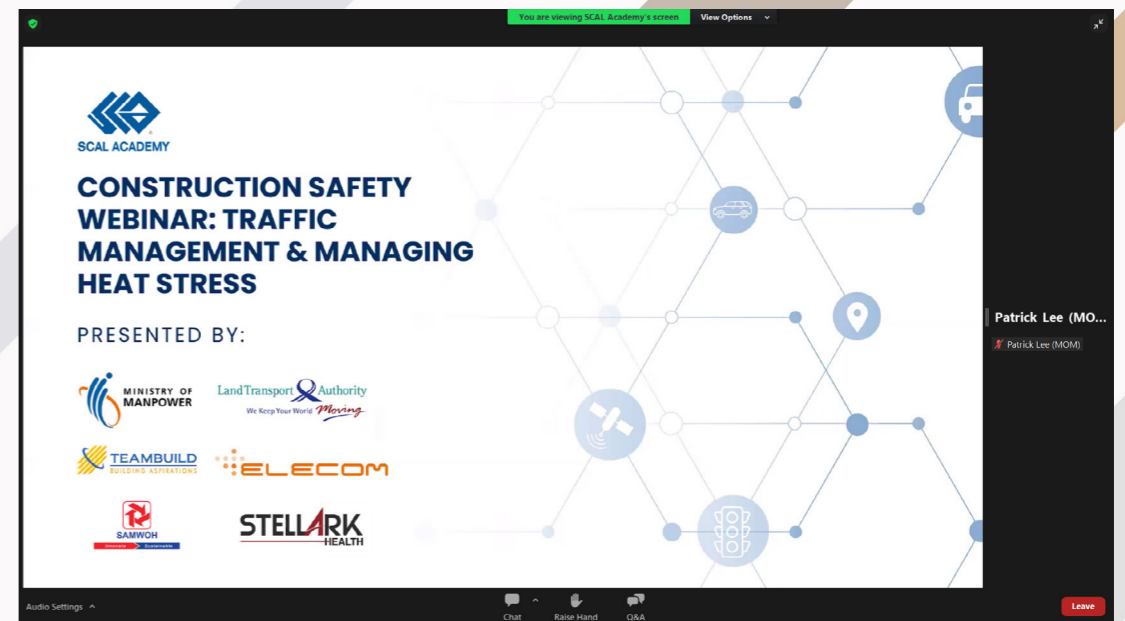 You are viewing SCAL Academy's screen
View Options
SCAL ACADEMY
CONSTRUCTION SAFETY
WEBINAR: TRAFFIC
MANAGEMENT & MANAGING
HEAT STRESS
PRESENTED BY:
MINISTRY OF
MANPOWER
Land Transport Authority
We Keep Your World Moving
TEAMBUILD
BUILDING ASPIRATIONS
ELECOM
SAMWOH
Innovate Sustainable
STELLARK
HEALTH
Patrick Lee (MO...
Patrick Lee (MOM)
Audio Settings
Chat
Raise Hand
Q&A
Leave